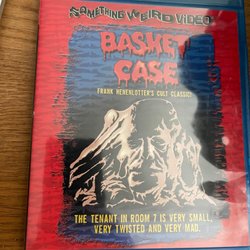 SOMETHING WEIRD VIDEO
BASKET
CASE
FRANK HENENLOTTER'S CULT CLASSIC!
THE TENANT IN ROOM 7 IS VERY SMALL,
VERY TWISTED AND VERY MAD.